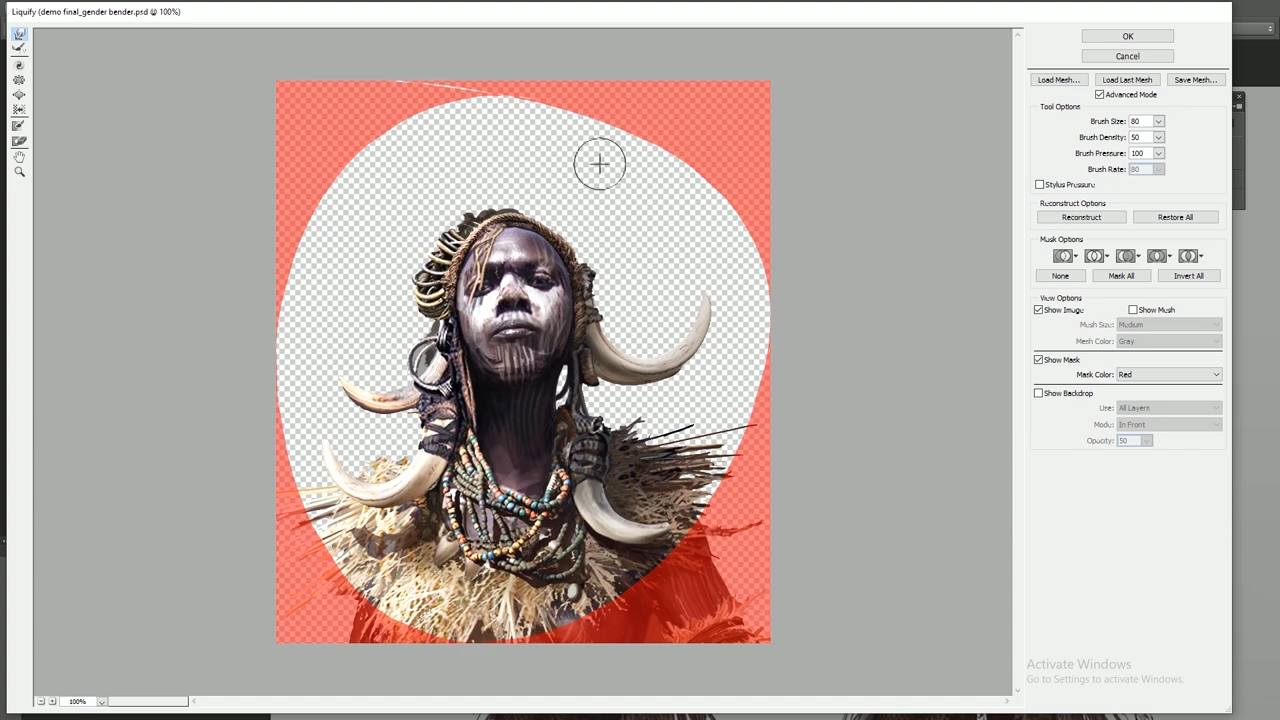 Liquify (demo final_gender bender.psd @ 100%)
OK
Cancel
Load Mesh...
Load Last Mesh
Save Mesh...
Advanced Mode
Tool Options
Brush Size: 80
Brush Density: 50
Brush Pressure: 100
Brush Rate: 80
Stylus Pressure
Reconstruct Options
Reconstruct
Restore All
Mask Options
None
Mask All
Invert All
View Options
Show Image
Show Mesh
Mesh Size: Medium
Mesh Color: Gray
Show Mask
Mask Color: Red
Show Backdrop
Use: All Layers
Mode: In Front
Opacity: 50
Activate Windows
Go to Settings to activate Windows.
100%